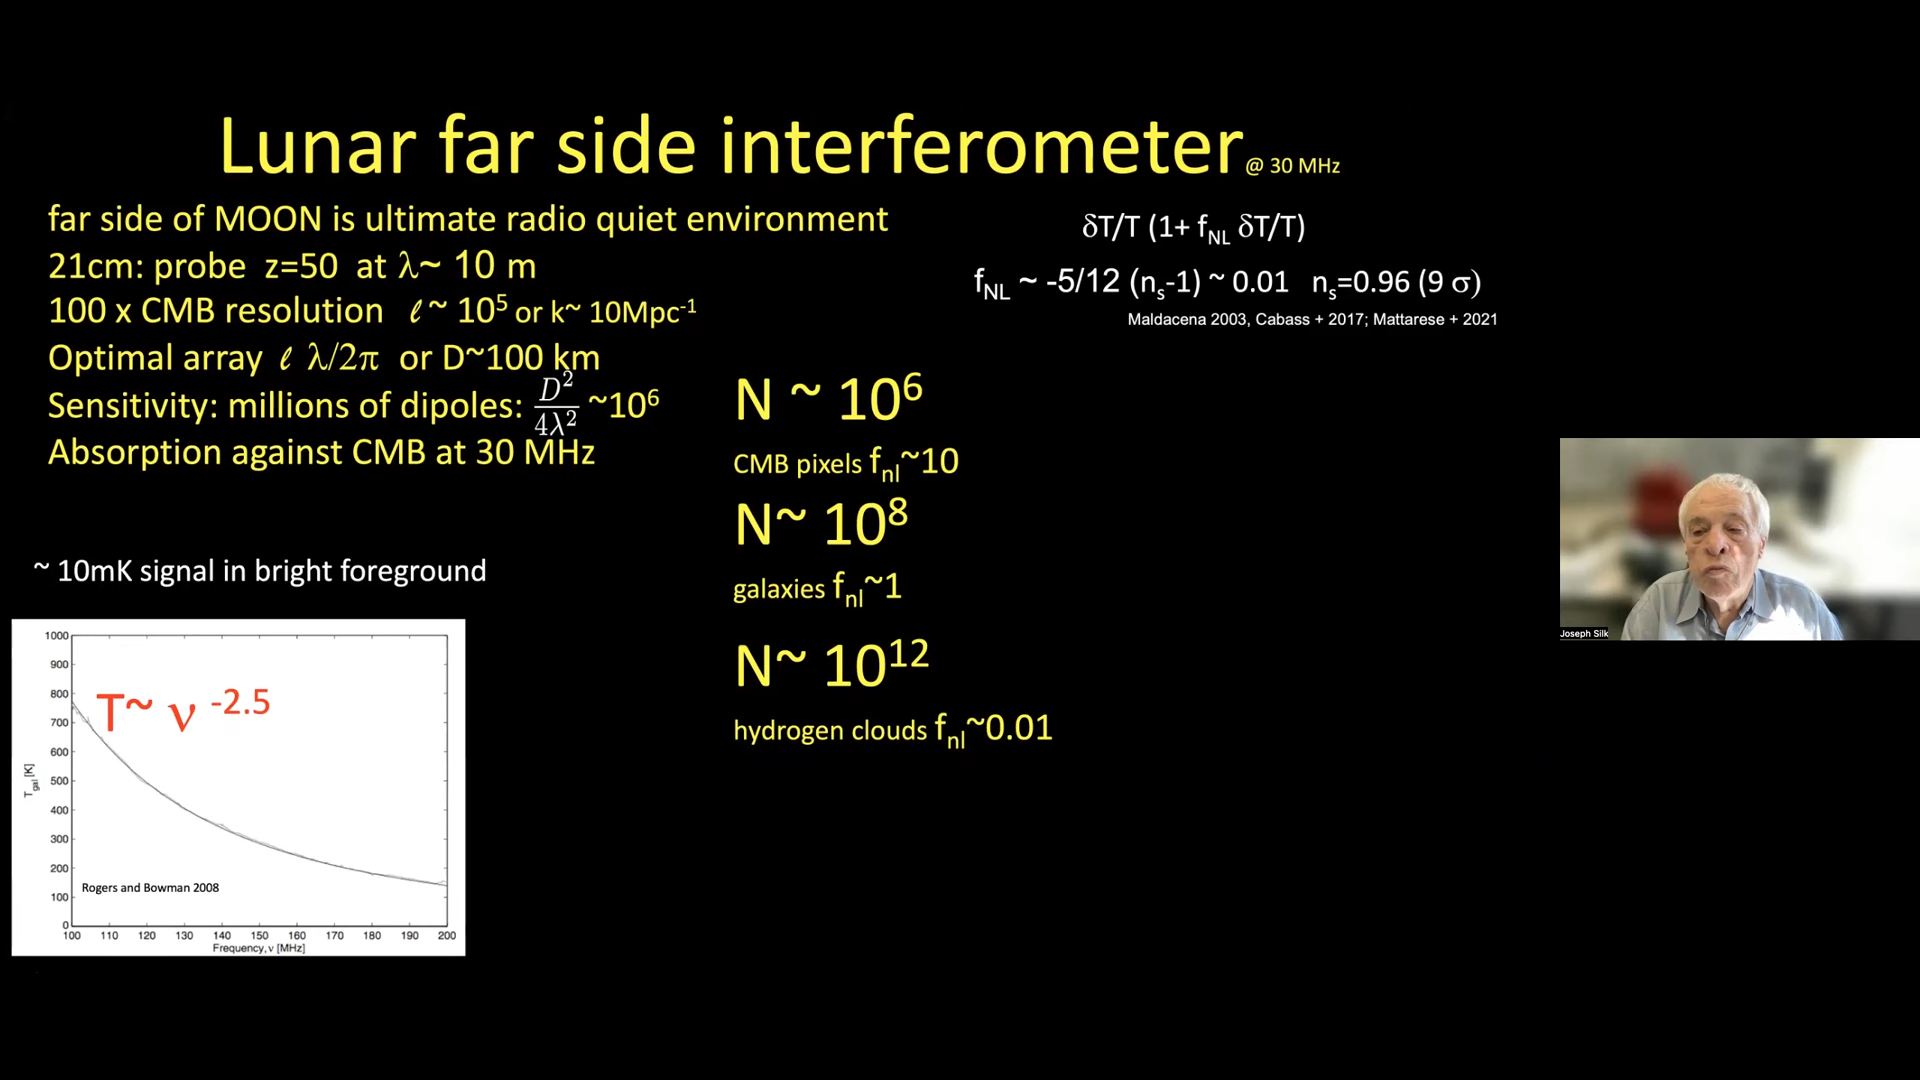 Lunar far side interferometer @ 30 MHz
far side of MOON is ultimate radio quiet environment
21cm: probe z=50 at λ~ 10 m
100 x CMB resolution ℓ ~ 10⁵ or k~ 10Mpc⁻¹
Optimal array ℓ λ/2π or D~100 km
Sensitivity: millions of dipoles: D²/4λ² ~10⁶
Absorption against CMB at 30 MHz
δT/T (1+ f_NL δT/T)
f_NL ~ -5/12 (n_s-1) ~ 0.01 n_s=0.96 (9 σ)
Maldacena 2003, Cabass + 2017; Mattarese + 2021
N ~ 10⁶
CMB pixels f_nl~10
N~ 10⁸
galaxies f_nl~1
N~ 10¹²
hydrogen clouds f_nl~0.01
~ 10mK signal in bright foreground
T~ ν ⁻²·⁵
1000
900
800
700
600
500
400
300
200
100
0
T_gal [K]
Rogers and Bowman 2008
100 110 120 130 140 150 160 170 180 190 200
Frequency, ν [MHz]
Joseph Silk